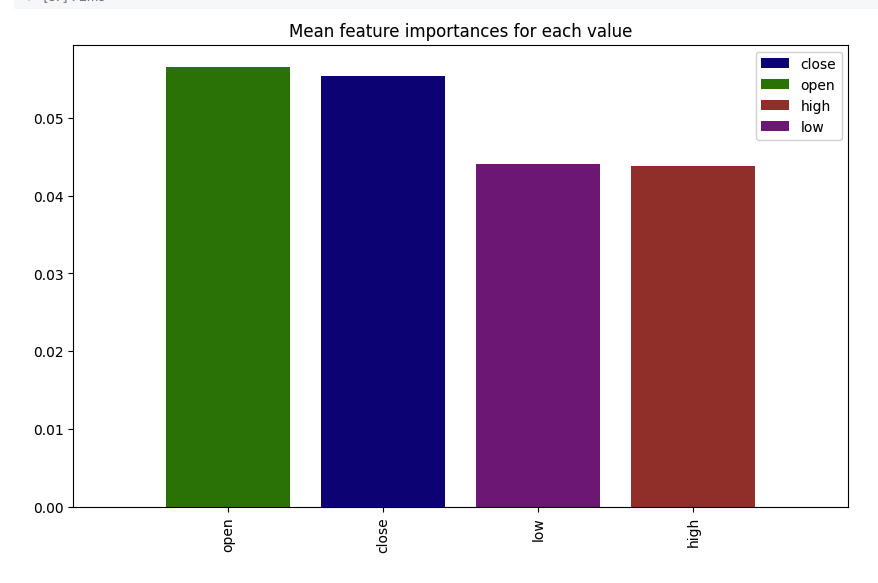 Mean feature importances for each value
close
open
high
low
0.05
0.04
0.03
0.02
0.01
0.00
open
close
low
high